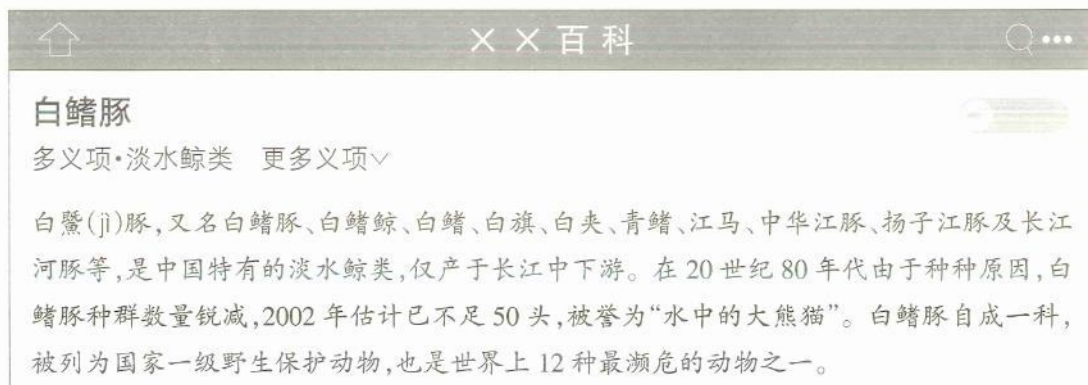 ××百科
白鳍豚
多义项·淡水鲸类 更多义项
白鱀(jì)豚,又名白鳍豚、白鳍鲸、白鳍、白旗、白夹、青鳍、江马、中华江豚、扬子江豚及长江
河豚等,是中国特有的淡水鲸类,仅产于长江中下游。在20世纪80年代由于种种原因,白
鳍豚种群数量锐减,2002年估计已不足50头,被誉为“水中的大熊猫”。白鳍豚自成一科,
被列为国家一级野生保护动物,也是世界上12种最濒危的动物之一。